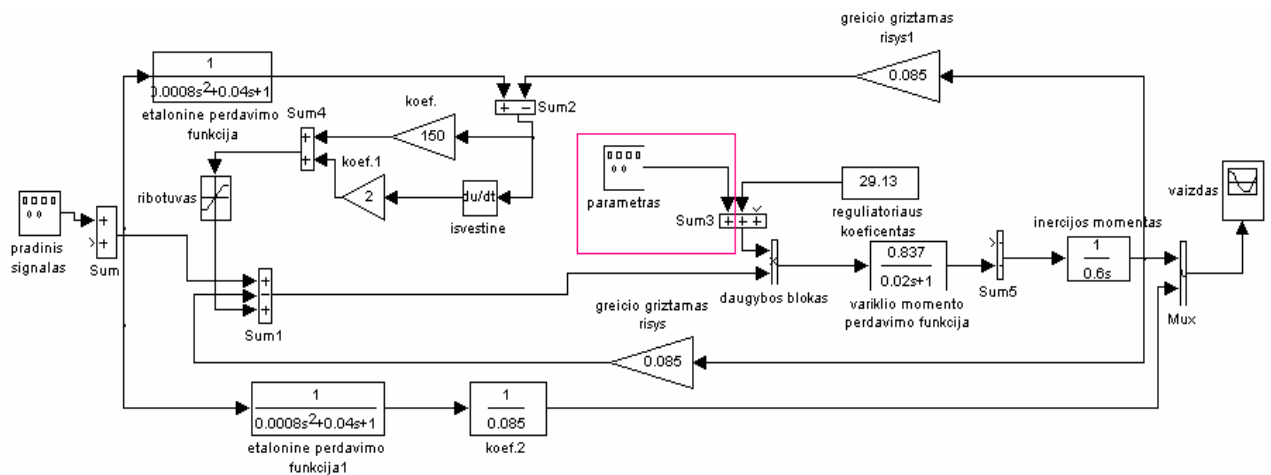 greicio griztamas
risys1
1
0.0008s²+0.04s+1
0.085
etalonine perdavimo
funkcija
Sum4
koef.
+ −
Sum2
+
+
150
koef.1
2
du/dt
isvestine
ribotuvas
parametras
Sum3
+ + +
29.13
reguliatoriaus
koeficentas
vaizdas
pradinis
signalas
+
+
Sum
inercijos momentas
0.837
0.02s+1
variklio momento
perdavimo funkcija
-
Sum5
1
0.6s
+
−
+
Sum1
x
daugybos blokas
Mux
greicio griztamas
risys
0.085
1
0.0008s²+0.04s+1
etalonine perdavimo
funkcija1
1
0.085
koef.2